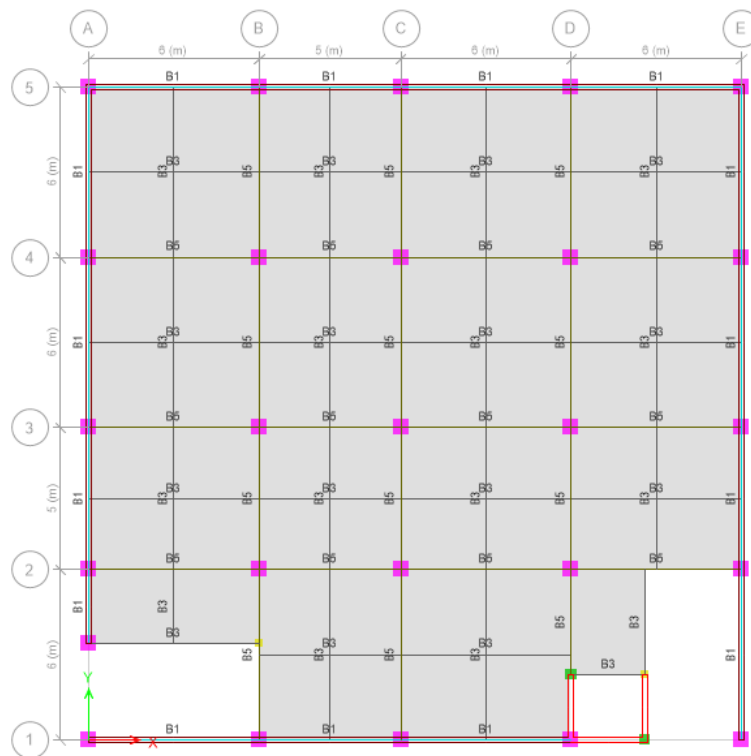 A B C D E
6 (m) 5 (m) 6 (m) 6 (m)
B1 B1 B1 B1
5
B3 B3 B3 B3
6 (m) B1 B3 B5 B3 B5 B3 B5 B3 B1
B5 B5 B5 B5
4
B3 B3 B3 B3
6 (m) B1 B3 B5 B3 B5 B3 B5 B3 B1
B5 B5 B5 B5
3
B3 B3 B3 B3
5 (m) B1 B3 B5 B3 B5 B3 B5 B3 B1
B5 B5 B5 B5
2
6 (m) B1 B3 B5 B3
B3
B3 B3
B5 B3 B5 B3 B1
B3
Y
B1 B1 B1
1
X